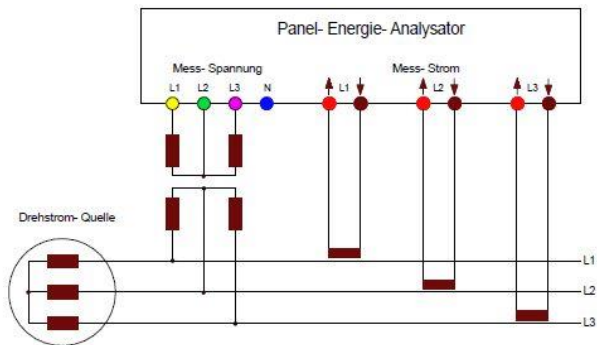 Panel- Energie- Analysator
Mess- Spannung
Mess- Strom
L1 L2 L3 N L1 L2 L3
Drehstrom- Quelle
L1
L2
L3